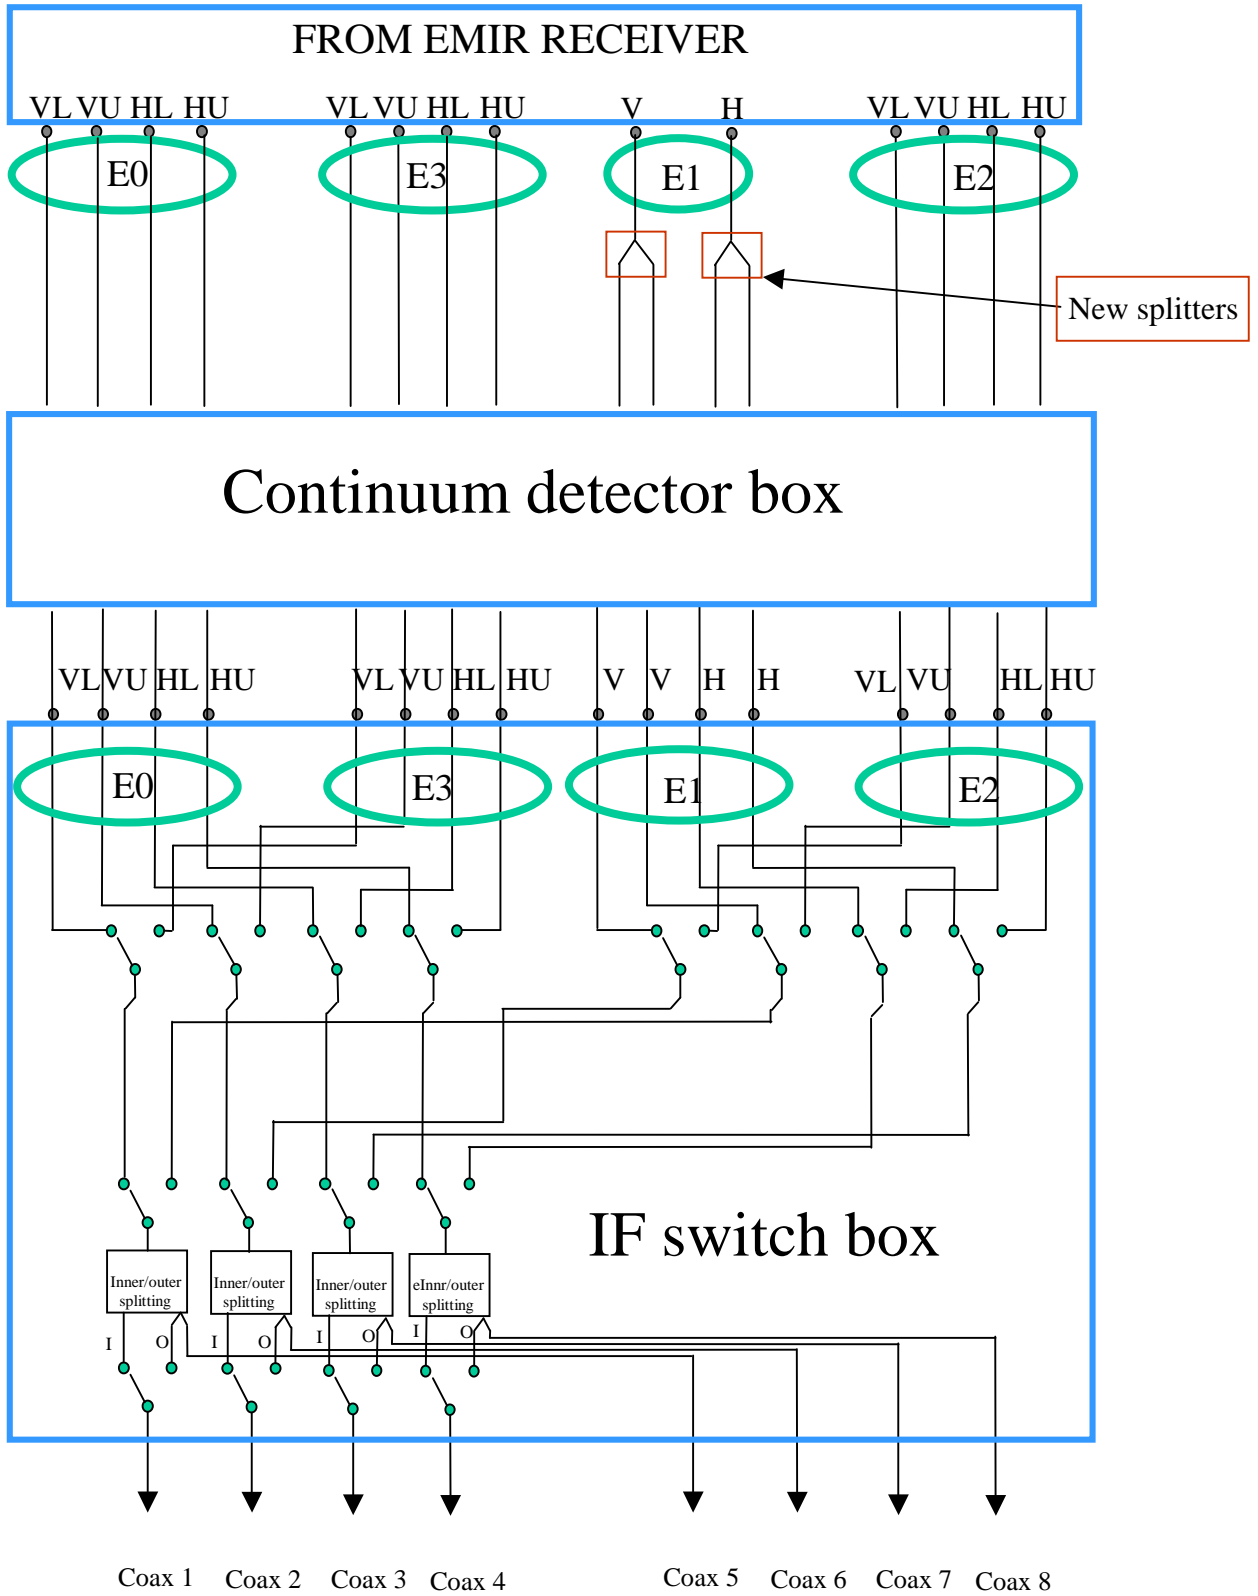 FROM EMIR RECEIVER
VL VU HL HU VL VU HL HU V H VL VU HL HU
E0 E3 E1 E2
New splitters
Continuum detector box
VL VU HL HU VL VU HL HU V V H H VL VU HL HU
E0 E3 E1 E2
IF switch box
Inner/outer splitting
Inner/outer splitting
Inner/outer splitting
eInnr/outer splitting
I O I O I O I O
Coax 1 Coax 2 Coax 3 Coax 4 Coax 5 Coax 6 Coax 7 Coax 8